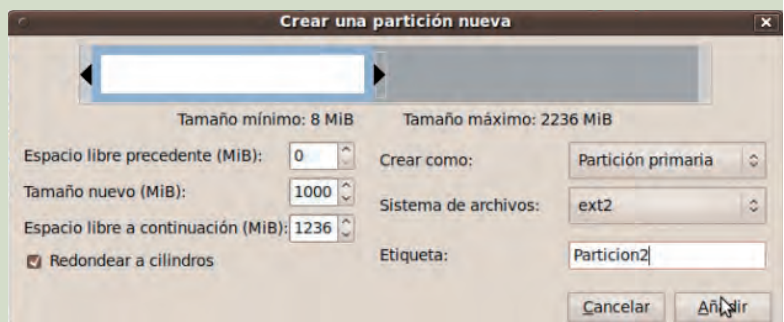 Crear una partición nueva
Tamaño mínimo: 8 MiB Tamaño máximo: 2236 MiB
Espacio libre precedente (MiB): 0
Crear como: Partición primaria
Tamaño nuevo (MiB): 1000
Sistema de archivos: ext2
Espacio libre a continuación (MiB): 1236
Redondear a cilindros
Etiqueta: Particion2
Cancelar Añadir